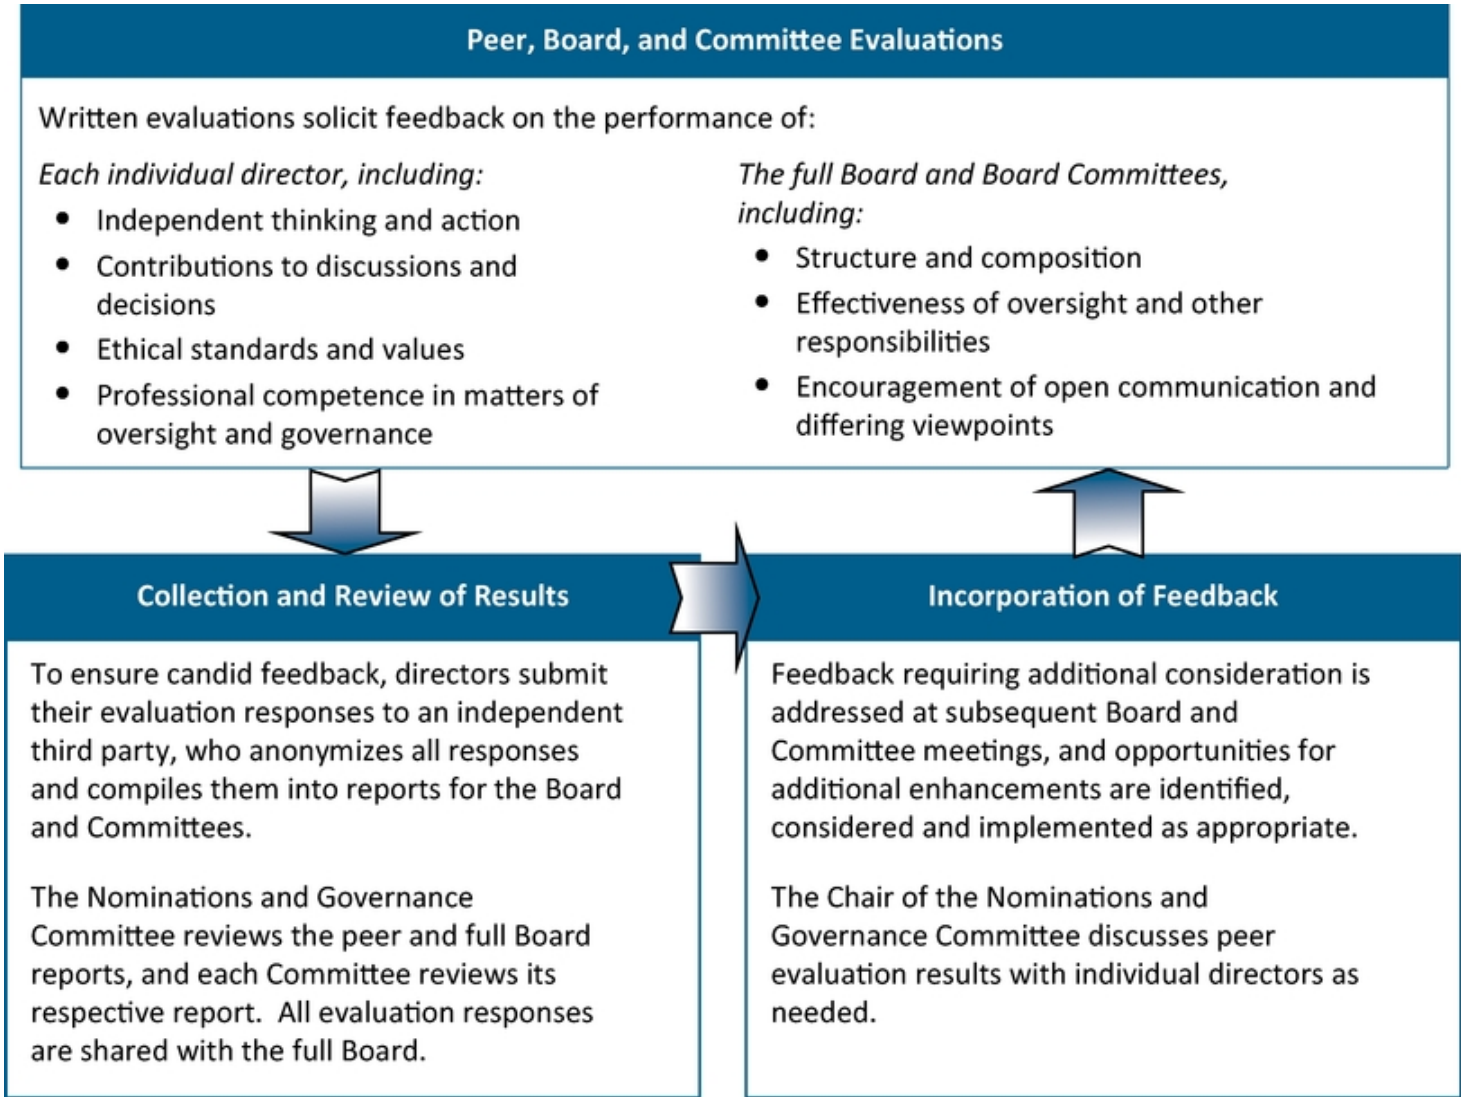 Peer, Board, and Committee Evaluations
Written evaluations solicit feedback on the performance of:
Each individual director, including:
• Independent thinking and action
• Contributions to discussions and
decisions
• Ethical standards and values
• Professional competence in matters of
oversight and governance
The full Board and Board Committees,
including:
• Structure and composition
• Effectiveness of oversight and other
responsibilities
• Encouragement of open communication and
differing viewpoints
Collection and Review of Results
To ensure candid feedback, directors submit
their evaluation responses to an independent
third party, who anonymizes all responses
and compiles them into reports for the Board
and Committees.
The Nominations and Governance
Committee reviews the peer and full Board
reports, and each Committee reviews its
respective report.  All evaluation responses
are shared with the full Board.
Incorporation of Feedback
Feedback requiring additional consideration is
addressed at subsequent Board and
Committee meetings, and opportunities for
additional enhancements are identified,
considered and implemented as appropriate.
The Chair of the Nominations and
Governance Committee discusses peer
evaluation results with individual directors as
needed.